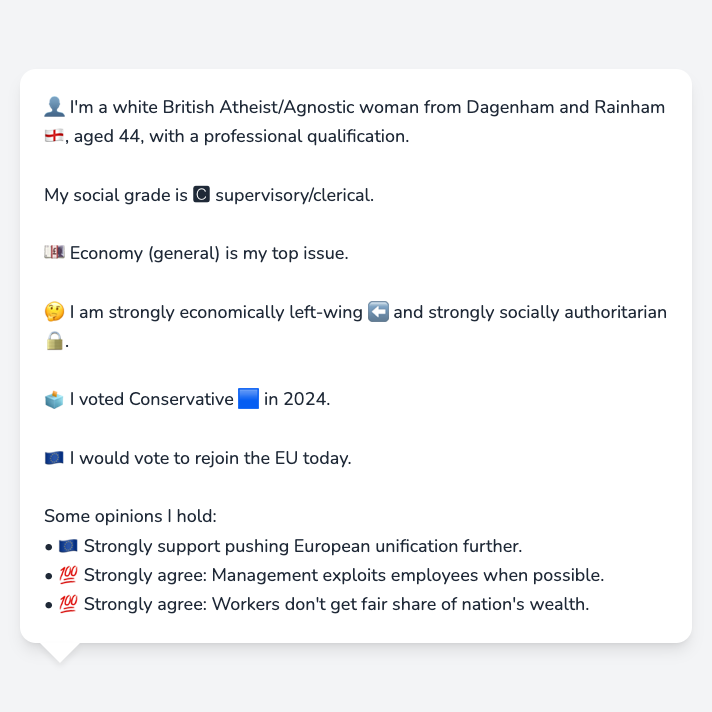 👤 I'm a white British Atheist/Agnostic woman from Dagenham and Rainham
🏴󠁧󠁢󠁥󠁮󠁧󠁿, aged 44, with a professional qualification.
My social grade is 🅲 supervisory/clerical.
💷 Economy (general) is my top issue.
🤔 I am strongly economically left-wing ⬅️ and strongly socially authoritarian
🔒.
🗳️ I voted Conservative 🟦 in 2024.
🇪🇺 I would vote to rejoin the EU today.
Some opinions I hold:
• 🇪🇺 Strongly support pushing European unification further.
• 💯 Strongly agree: Management exploits employees when possible.
• 💯 Strongly agree: Workers don't get fair share of nation's wealth.